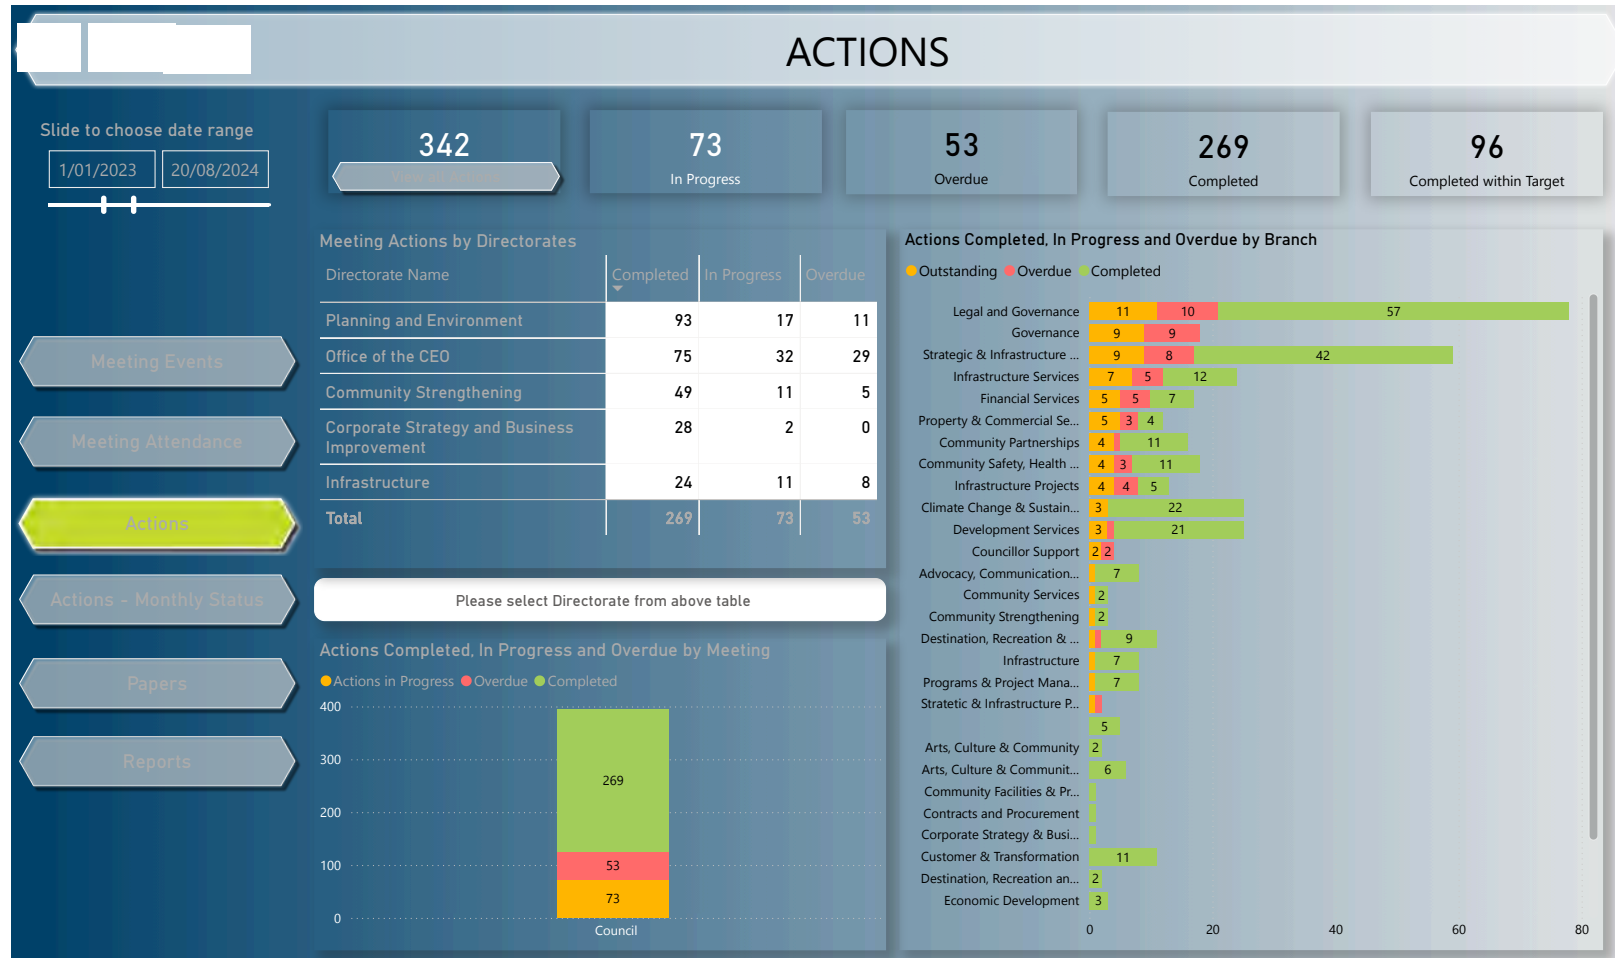 ACTIONS
Slide to choose date range
1/01/2023
20/08/2024
342
73
In Progress
53
Overdue
269
Completed
96
Completed within Target
Meeting Events
Meeting Attendance
Actions
Actions - Monthly Status
Papers
Reports
Meeting Actions by Directorates
Directorate Name Completed In Progress Overdue
Planning and Environment 93 17 11
Office of the CEO 75 32 29
Community Strengthening 49 11 5
Corporate Strategy and Business 28 2 0
Improvement
Infrastructure 24 11 8
Total 269 73 53
Please select Directorate from above table
Actions Completed, In Progress and Overdue by Meeting
Actions in Progress Overdue Completed
400
300
200
100
0
269
53
73
Council
Actions Completed, In Progress and Overdue by Branch
Outstanding Overdue Completed
Legal and Governance 11 10 57
Governance 9 9
Strategic & Infrastructure ... 9 8 42
Infrastructure Services 7 5 12
Financial Services 5 5 7
Property & Commercial Se... 5 3 4
Community Partnerships 4 11
Community Safety, Health ... 4 3 11
Infrastructure Projects 4 4 5
Climate Change & Sustain... 3 22
Development Services 3 21
Councillor Support 2 2
Advocacy, Communication... 7
Community Services 2
Community Strengthening 2
Destination, Recreation & ... 9
Infrastructure 7
Programs & Project Mana... 7
Stratetic & Infrastructure P...
5
Arts, Culture & Community 2
Arts, Culture & Communit... 6
Community Facilities & Pr...
Contracts and Procurement
Corporate Strategy & Busi...
Customer & Transformation 11
Destination, Recreation an... 2
Economic Development 3
0 20 40 60 80